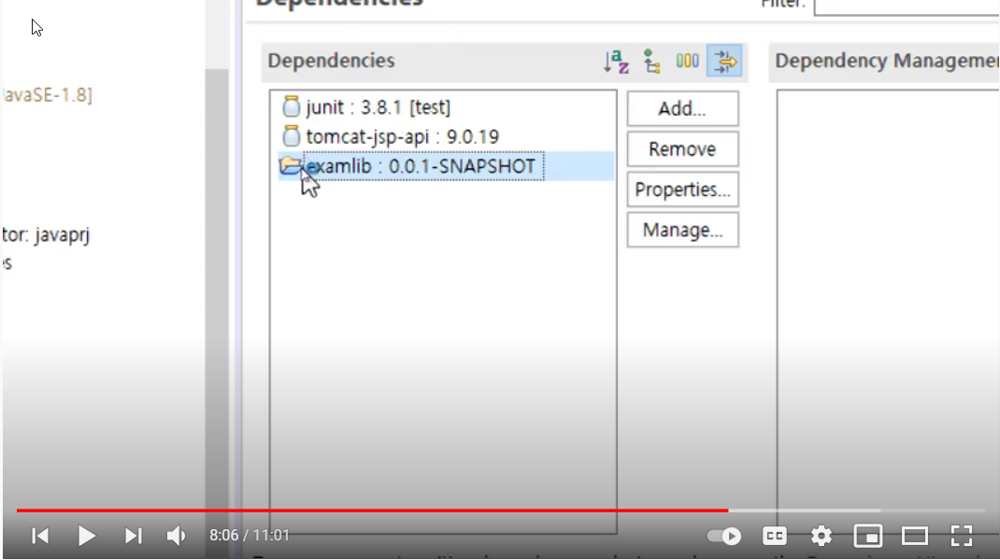 Dependencies
Filter:
Dependencies
Dependency Manageme
JavaSE-1.8]
junit : 3.8.1 [test]
tomcat-jsp-api : 9.0.19
examlib : 0.0.1-SNAPSHOT
Add...
Remove
Properties...
Manage...
tor: javaprj
s
8:06 / 11:01
CC